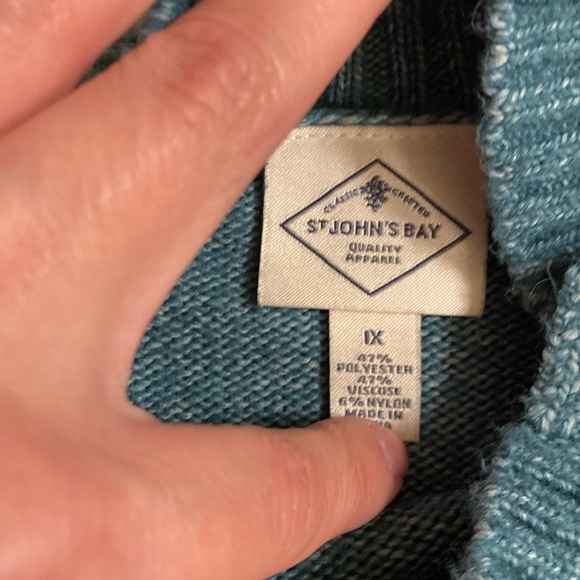 CLASSIC CRAFTED
ST JOHN'S BAY
QUALITY
APPAREL
1X
47%
POLYESTER
47%
VISCOSE
6% NYLON
MADE IN